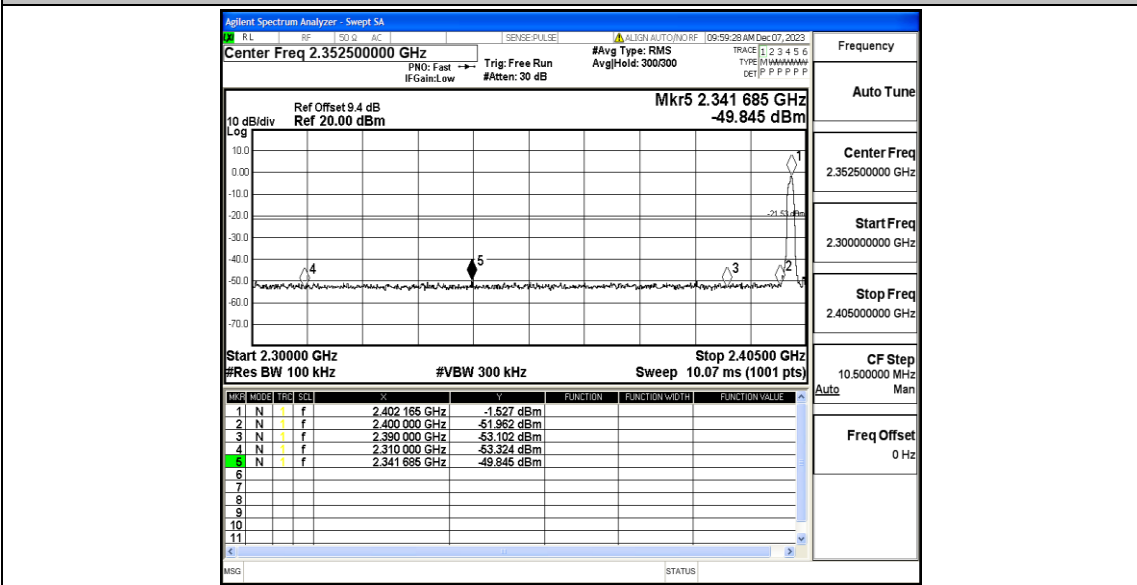 Agilent Spectrum Analyzer - Swept SA
RL RF 50 Ω AC SENSE:PULSE ALIGN AUTO/NO RF 09:59:28 AM Dec 07, 2023
Center Freq 2.352500000 GHz
PNO: Fast
IFGain:Low
Trig: Free Run
#Atten: 30 dB
#Avg Type: RMS
Avg|Hold: 300/300
TRACE 1 2 3 4 5 6
TYPE M
DET P P P P P P
Frequency
Auto Tune
Center Freq
2.352500000 GHz
Start Freq
2.300000000 GHz
Stop Freq
2.405000000 GHz
CF Step
10.500000 MHz
Auto Man
Freq Offset
0 Hz
Mkr5 2.341 685 GHz
-49.845 dBm
Ref Offset 9.4 dB
10 dB/div Ref 20.00 dBm
Log
10.0
0.00
-10.0
-20.0
-30.0
-40.0
-50.0
-60.0
-70.0
1
-21.53 dBm
4
5
3
2
Start 2.30000 GHz Stop 2.40500 GHz
#Res BW 100 kHz #VBW 300 kHz Sweep 10.07 ms (1001 pts)
MKR MODE TRC SCL X Y FUNCTION FUNCTION WIDTH FUNCTION VALUE
1 N 1 f 2.402 165 GHz -1.527 dBm
2 N 1 f 2.400 000 GHz -51.962 dBm
3 N 1 f 2.390 000 GHz -53.102 dBm
4 N 1 f 2.310 000 GHz -53.324 dBm
5 N 1 f 2.341 685 GHz -49.845 dBm
6
7
8
9
10
11
MSG STATUS